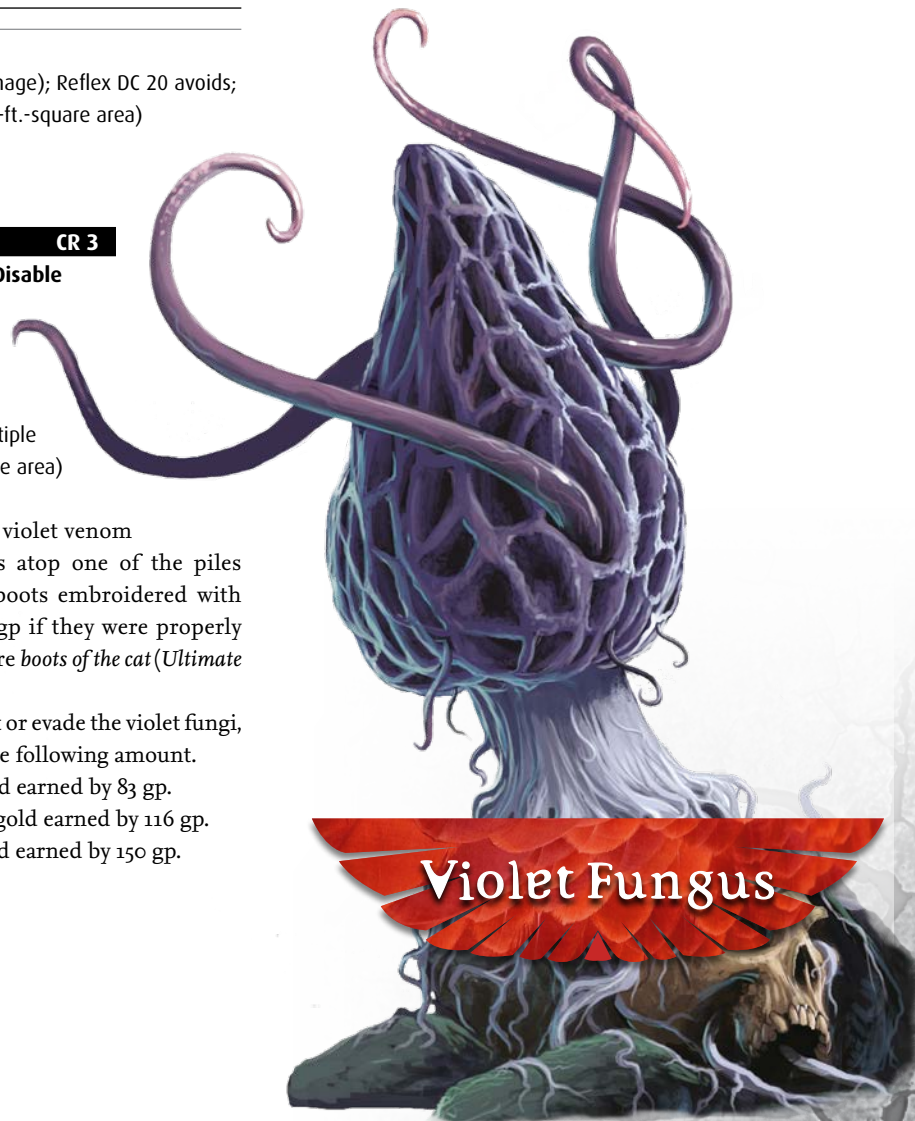 nage); Reflex DC 20 avoids;
-ft.-square area)
CR 3
Disable
tiple
e area)
violet venom
s atop one of the piles
boots embroidered with
gp if they were properly
re boots of the cat (Ultimate
or evade the violet fungi,
e following amount.
d earned by 83 gp.
gold earned by 116 gp.
d earned by 150 gp.
Violet Fungus